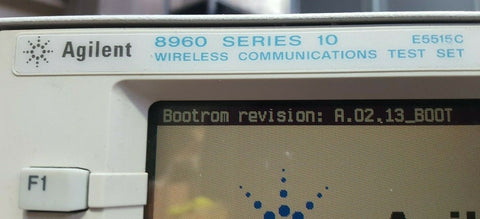 Agilent
8960 SERIES 10
E5515C
WIRELESS COMMUNICATIONS TEST SET
Bootrom revision: A.02.13_BOOT
F1